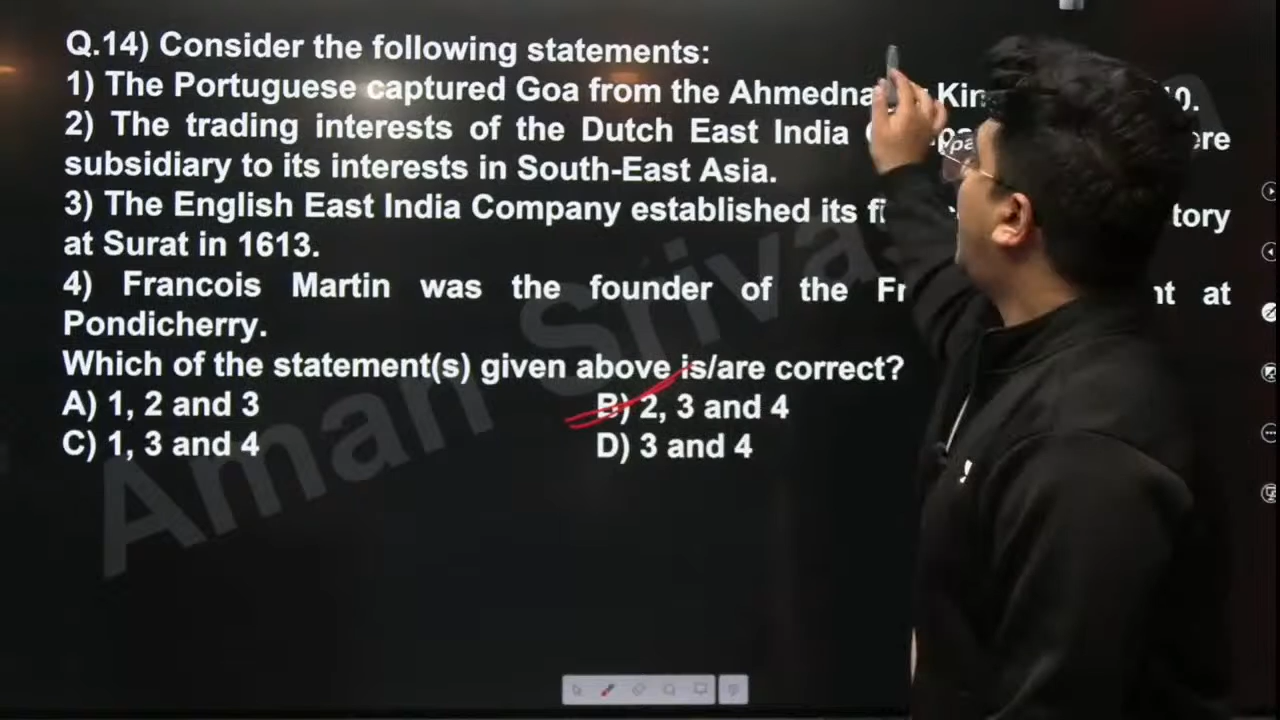 Q.14) Consider the following statements:
1) The Portuguese captured Goa from the 10.
2) The trading interests of the Dutch East India
subsidiary to its interests in South-East Asia.
3) The English East India Company established its
at Surat in 1613.
4) Francois Martin was the founder of the at
Pondicherry.
Which of the statement(s) given above is/are correct?
A) 1, 2 and 3 B) 2, 3 and 4
C) 1, 3 and 4 D) 3 and 4
Aman